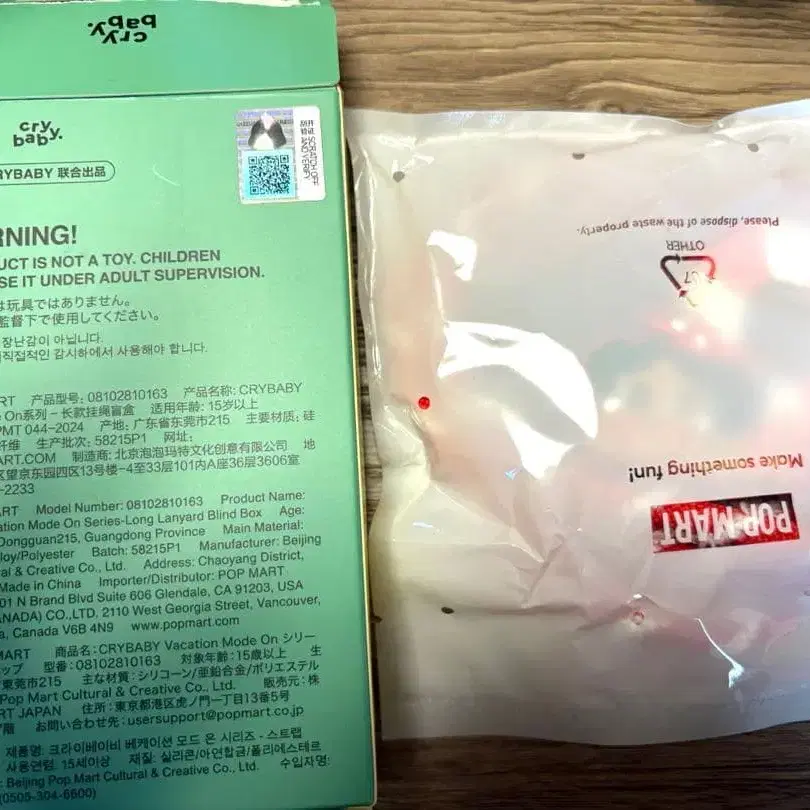 cry
baby.
cry
baby.
RYBABY 联合出品
开证 SCRATCH OFF
刮验 AND VERIFY
RNING!
UCT IS NOT A TOY. CHILDREN
SE IT UNDER ADULT SUPERVISION.
は玩具ではありません。
監督下で使用してください。
장난감이 아닙니다.
직접적인 감시하에서 사용해야 합니다.
ART 产品型号: 08102810163 产品名称: CRYBABY
e On系列 - 长款挂绳盲盒 适用年龄: 15岁以上
PMT 044-2024 产地: 广东省东莞市215 主要材质: 硅
纤维 生产批次: 58215P1 网址:
ART.COM 制造商: 北京泡泡玛特文化创意有限公司 地
区望京东园四区13号楼-4至33层101内A座36层3606室
-2233
ART Model Number: 08102810163 Product Name:
ation Mode On Series-Long Lanyard Blind Box Age:
Dongguan215, Guangdong Province Main Material:
lloy/Polyester Batch: 58215P1 Manufacturer: Beijing
al & Creative Co., Ltd. Address: Chaoyang District,
Made in China Importer/Distributor: POP MART
01 N Brand Blvd Suite 606 Glendale, CA 91203, USA
ANADA) CO.,LTD. 2110 West Georgia Street, Vancouver,
a, Canada V6B 4N9 www.popmart.com
MART 商品名: CRYBABY Vacation Mode On シリー
ップ 型番: 08102810163 対象年齢: 15歳以上 生
東莞市215 主な材質: シリコーン/亜鉛合金/ポリエステル
Pop Mart Cultural & Creative Co., Ltd. 販売元: 株
RT JAPAN 住所: 東京都港区虎ノ門一丁目13番5号
階 お問い合わせ先: usersupport@popmart.co.jp
제품명: 크라이베이비 베케이션 모드 온 시리즈 - 스트랩
사용연령: 15세이상 재질: 실리콘/아연합금/폴리에스테르
: Beijing Pop Mart Cultural & Creative Co., Ltd. 수입자명:
(0505-304-6600)
Please, dispose of the waste properly.
OTHER
07
Make something fun!
POP MART